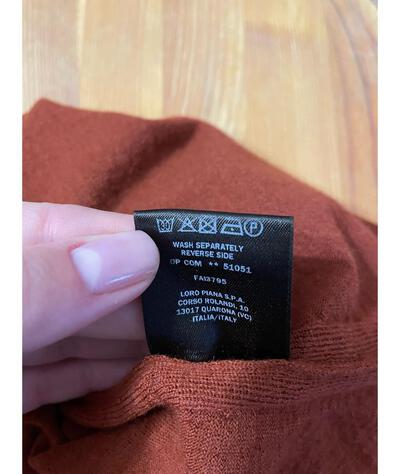 WASH SEPARATELY
REVERSE SIDE
OP COM ** 51051
FAI3795
LORO PIANA S.P.A.
CORSO ROLANDI, 10
13017 QUARONA (VC)
ITALIA/ITALY